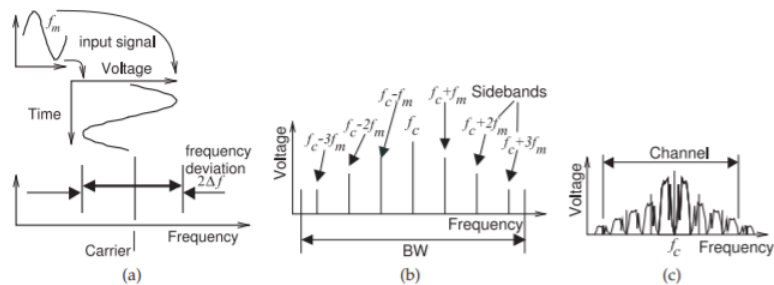 f_m
input signal
Voltage
Time
frequency
deviation
2Δf
Frequency
Carrier
(a)
Voltage
f_c-3f_m
f_c-2f_m
f_c-f_m
f_c
f_c+f_m
Sidebands
f_c+2f_m
f_c+3f_m
Frequency
BW
(b)
Voltage
Channel
f_c
Frequency
(c)